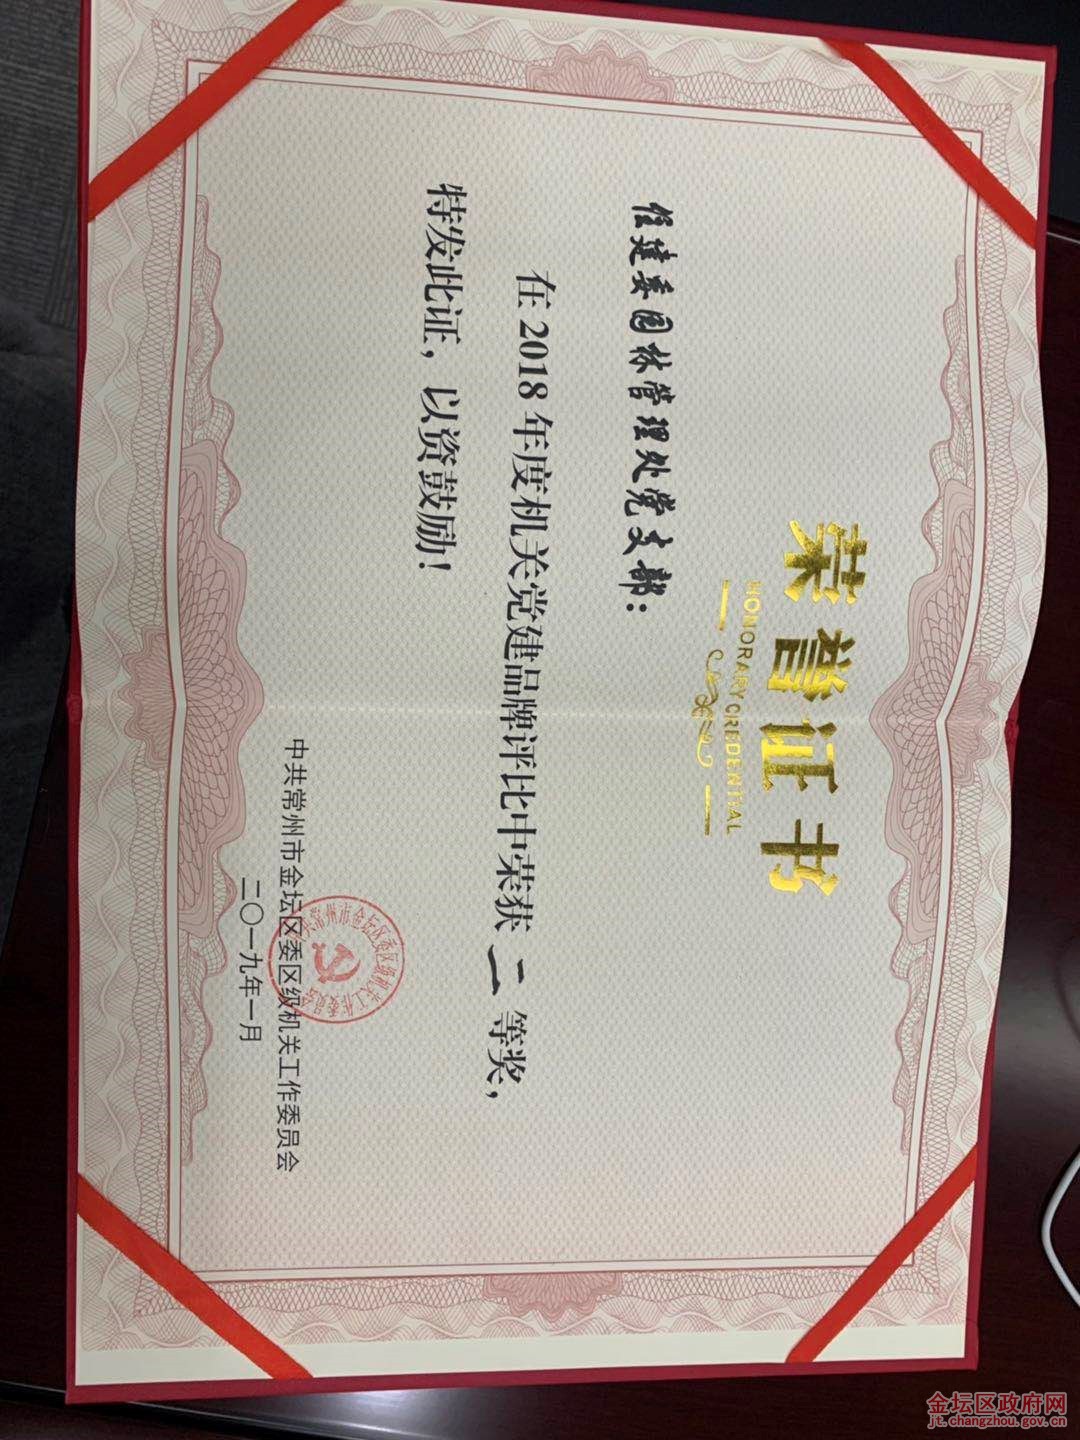 荣誉证书
HONORARY CREDENTIAL
住建委园林管理处党支部：
在2018年度机关党建品牌评比中荣获二等奖，
特发此证，以资鼓励！
中共常州市金坛区委区级机关工作委员会
二〇一九年一月
金坛区政府网
jt.changzhou.gov.cn